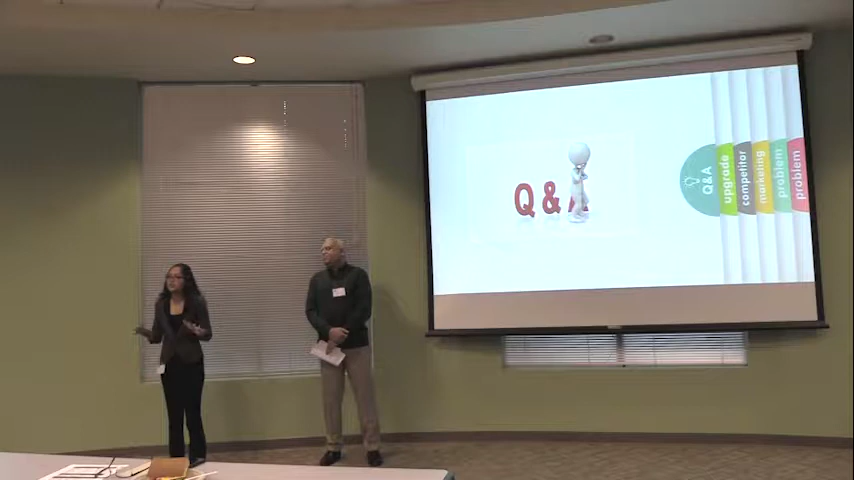 Q &
Q&A
upgrade
competitor
marketing
problem
problem